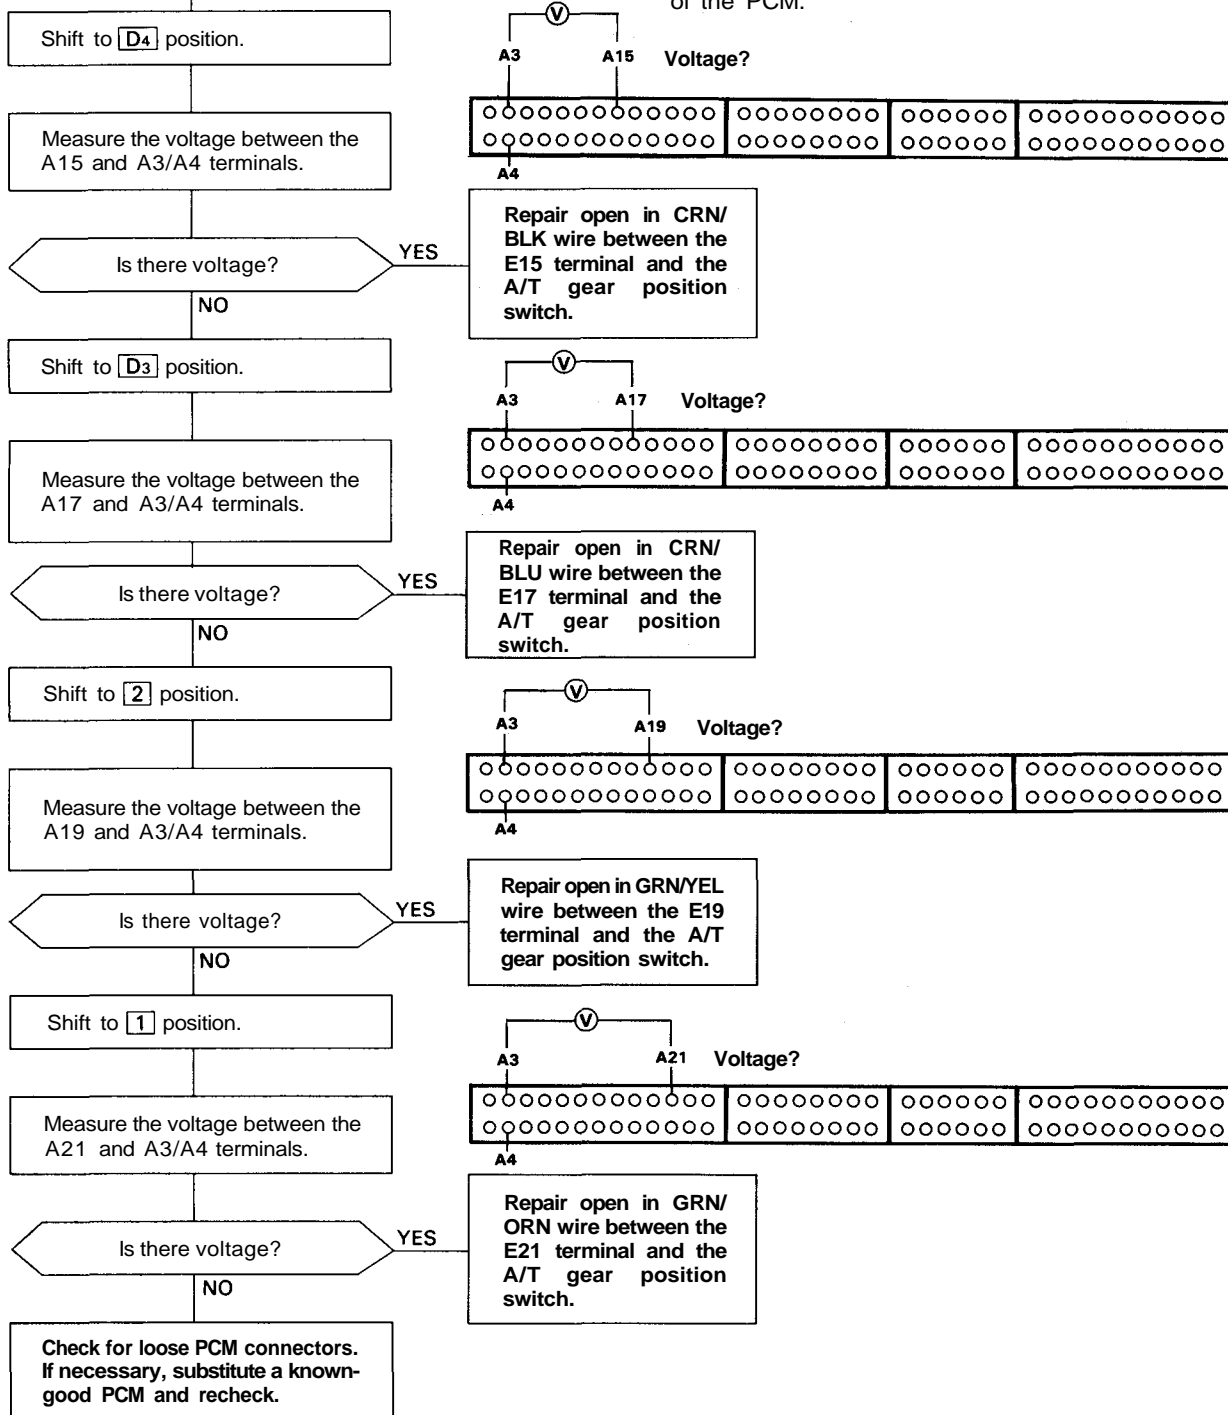 of the PCM.
Shift to D4 position.
V
A3 A15 Voltage?
A4
Measure the voltage between the
A15 and A3/A4 terminals.
Is there voltage?
YES
NO
Repair open in CRN/
BLK wire between the
E15 terminal and the
A/T gear position
switch.
Shift to D3 position.
V
A3 A17 Voltage?
A4
Measure the voltage between the
A17 and A3/A4 terminals.
Is there voltage?
YES
NO
Repair open in CRN/
BLU wire between the
E17 terminal and the
A/T gear position
switch.
Shift to 2 position.
V
A3 A19 Voltage?
A4
Measure the voltage between the
A19 and A3/A4 terminals.
Is there voltage?
YES
NO
Repair open in GRN/YEL
wire between the E19
terminal and the A/T
gear position switch.
Shift to 1 position.
V
A3 A21 Voltage?
A4
Measure the voltage between the
A21 and A3/A4 terminals.
Is there voltage?
YES
NO
Repair open in GRN/
ORN wire between the
E21 terminal and the
A/T gear position
switch.
Check for loose PCM connectors.
If necessary, substitute a known-
good PCM and recheck.